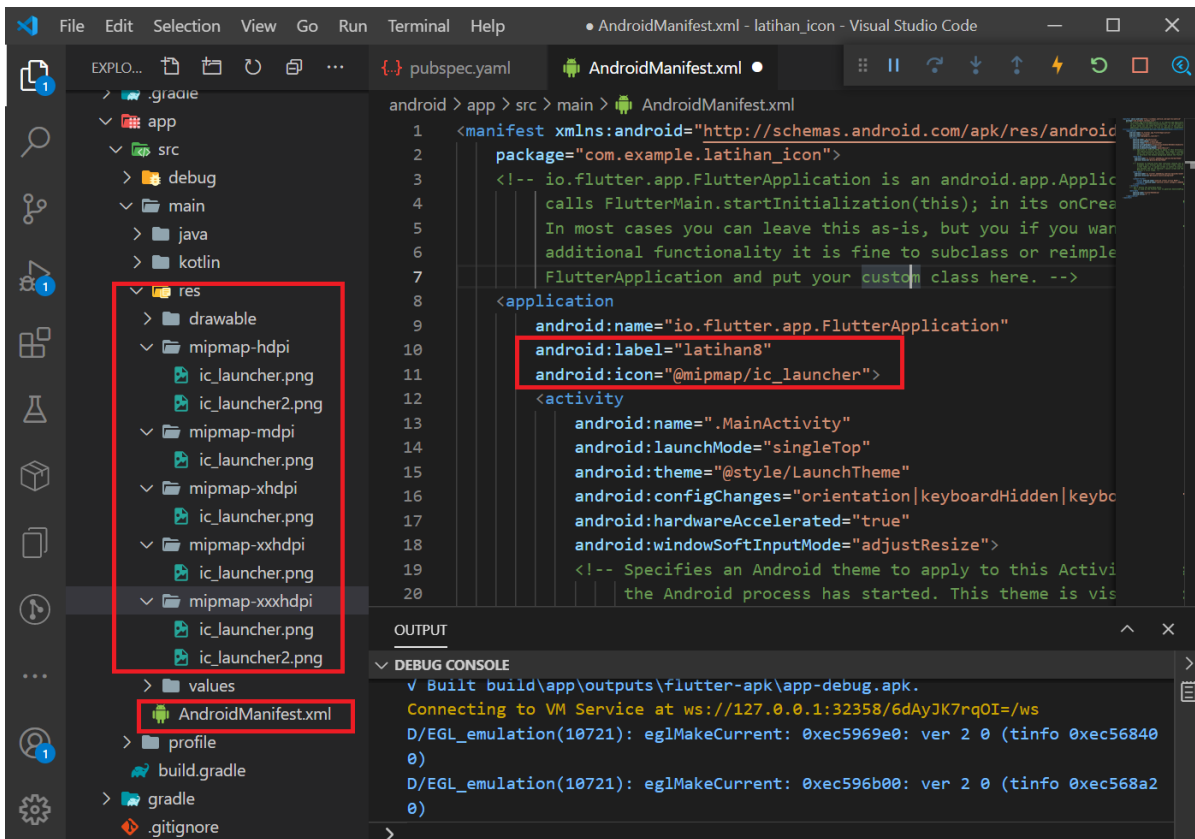 File Edit Selection View Go Run Terminal Help ● AndroidManifest.xml - latihan_icon - Visual Studio Code
EXPLO... ...
{..} pubspec.yaml AndroidManifest.xml ●
android > app > src > main > AndroidManifest.xml
.gradle
app
src
debug
main
java
kotlin
res
drawable
mipmap-hdpi
ic_launcher.png
ic_launcher2.png
mipmap-mdpi
ic_launcher.png
mipmap-xhdpi
ic_launcher.png
mipmap-xxhdpi
ic_launcher.png
mipmap-xxxhdpi
ic_launcher.png
ic_launcher2.png
values
AndroidManifest.xml
profile
build.gradle
gradle
.gitignore
1
1
1
1 <manifest xmlns:android="http://schemas.android.com/apk/res/android
2 package="com.example.latihan_icon">
3 <!-- io.flutter.app.FlutterApplication is an android.app.Applic
4 calls FlutterMain.startInitialization(this); in its onCrea
5 In most cases you can leave this as-is, but you if you wan
6 additional functionality it is fine to subclass or reimple
7 FlutterApplication and put your custom class here. -->
8 <application
9 android:name="io.flutter.app.FlutterApplication"
10 android:label="latihan8"
11 android:icon="@mipmap/ic_launcher">
12 <activity
13 android:name=".MainActivity"
14 android:launchMode="singleTop"
15 android:theme="@style/LaunchTheme"
16 android:configChanges="orientation|keyboardHidden|keybo
17 android:hardwareAccelerated="true"
18 android:windowSoftInputMode="adjustResize">
19 <!-- Specifies an Android theme to apply to this Activi
20 the Android process has started. This theme is vis
OUTPUT
DEBUG CONSOLE
√ Built build\app\outputs\flutter-apk\app-debug.apk.
Connecting to VM Service at ws://127.0.0.1:32358/6dAyJK7rqOI=/ws
D/EGL_emulation(10721): eglMakeCurrent: 0xec5969e0: ver 2 0 (tinfo 0xec56840
0)
D/EGL_emulation(10721): eglMakeCurrent: 0xec596b00: ver 2 0 (tinfo 0xec568a2
0)
>